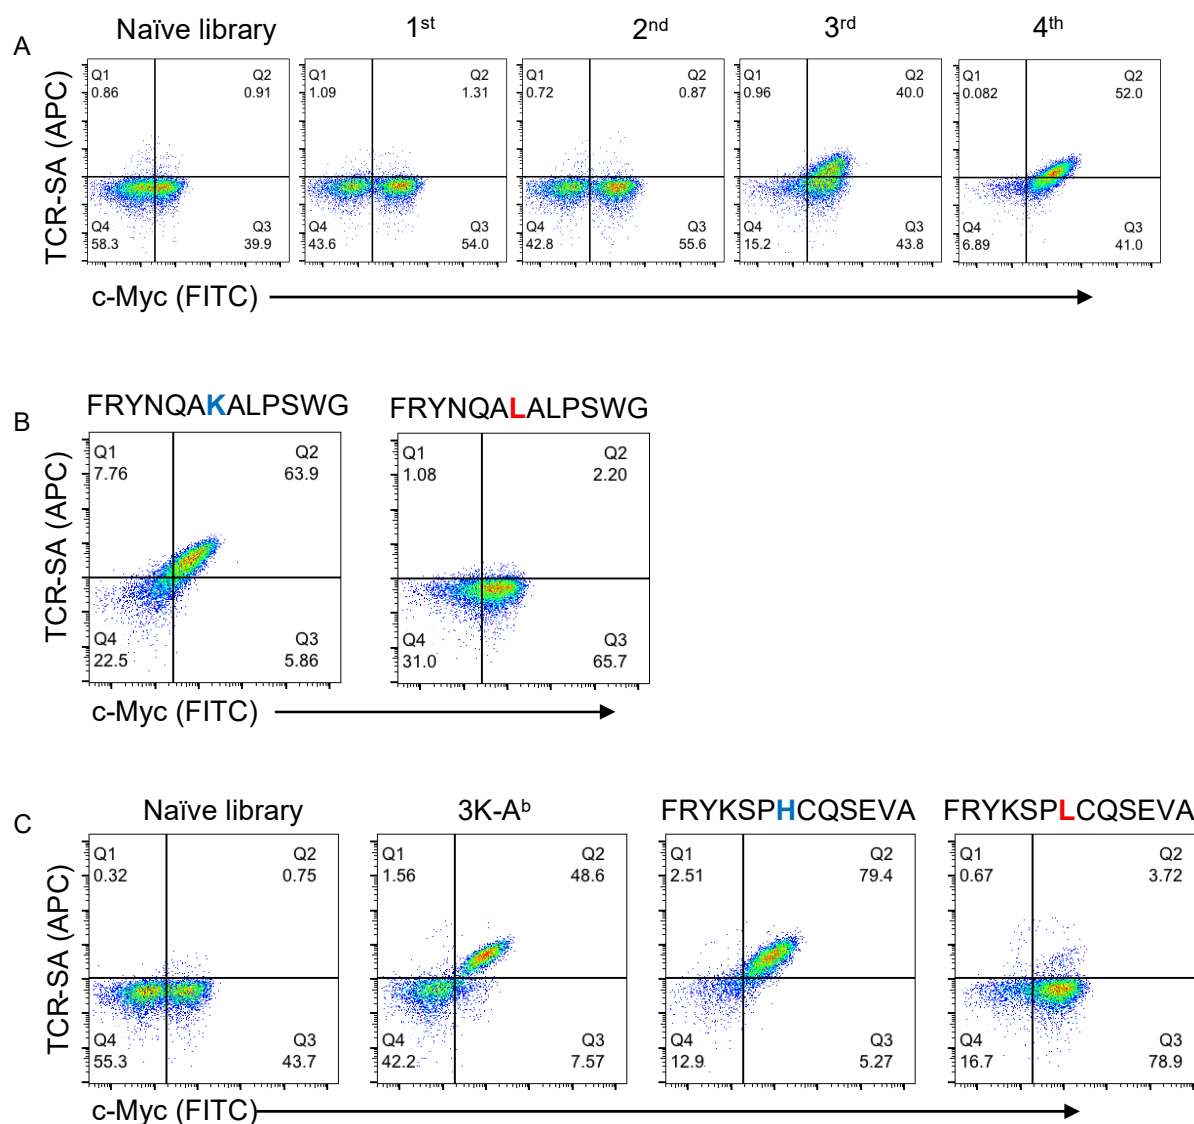 A
Naïve library 1st 2nd 3rd 4th
TCR-SA (APC)
Q1 Q2 Q1 Q2 Q1 Q2 Q1 Q2 Q1 Q2
0.86 0.91 1.09 1.31 0.72 0.87 0.96 40.0 0.082 52.0
Q4 Q3 Q4 Q3 Q4 Q3 Q4 Q3 Q4 Q3
58.3 39.9 43.6 54.0 42.8 55.6 15.2 43.8 6.89 41.0
c-Myc (FITC)
B
FRYNQAKALPSWG FRYNQALALPSWG
TCR-SA (APC)
Q1 Q2 Q1 Q2
7.76 63.9 1.08 2.20
Q4 Q3 Q4 Q3
22.5 5.86 31.0 65.7
c-Myc (FITC)
C
Naïve library 3K-Ab FRYKSPHCQSEVA FRYKSPLCQSEVA
TCR-SA (APC)
Q1 Q2 Q1 Q2 Q1 Q2 Q1 Q2
0.32 0.75 1.56 48.6 2.51 79.4 0.67 3.72
Q4 Q3 Q4 Q3 Q4 Q3 Q4 Q3
55.3 43.7 42.2 7.57 12.9 5.27 16.7 78.9
c-Myc (FITC)